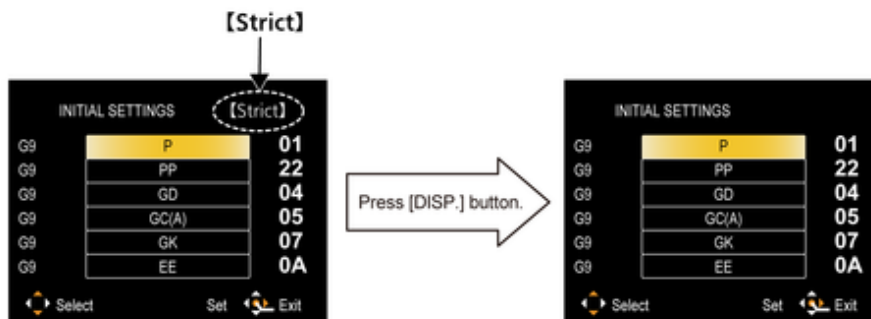 【Strict】
INITIAL SETTINGS 【Strict】
G9 P 01
G9 PP 22
G9 GD 04
G9 GC(A) 05
G9 GK 07
G9 EE 0A
Select Set Exit
Press [DISP.] button.
INITIAL SETTINGS
G9 P 01
G9 PP 22
G9 GD 04
G9 GC(A) 05
G9 GK 07
G9 EE 0A
Select Set Exit